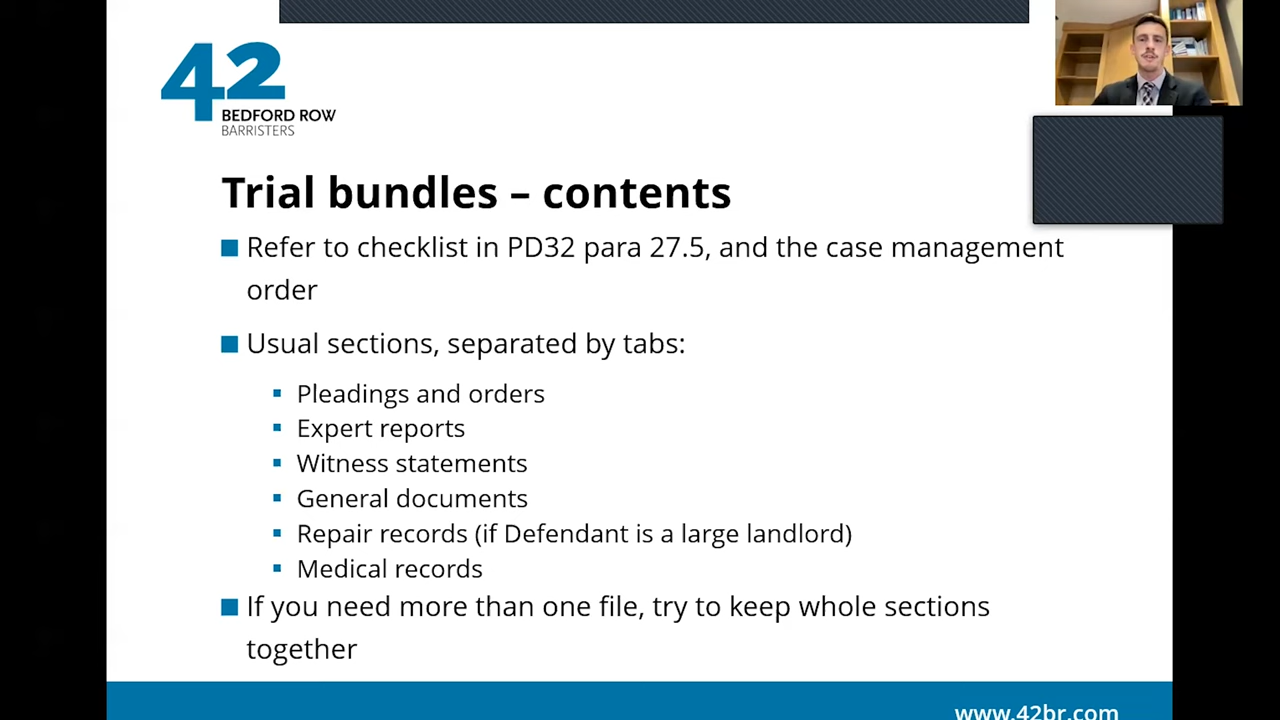 42
BEDFORD ROW
BARRISTERS
Trial bundles – contents
Refer to checklist in PD32 para 27.5, and the case management
order
Usual sections, separated by tabs:
Pleadings and orders
Expert reports
Witness statements
General documents
Repair records (if Defendant is a large landlord)
Medical records
If you need more than one file, try to keep whole sections
together
www.42br.com